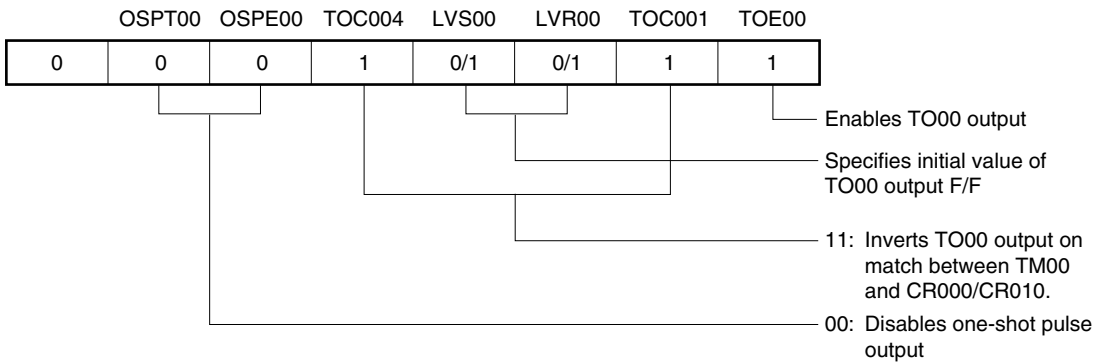 OSPT00 OSPE00 TOC004 LVS00 LVR00 TOC001 TOE00
0 0 0 1 0/1 0/1 1 1
Enables TO00 output
Specifies initial value of
TO00 output F/F
11: Inverts TO00 output on
match between TM00
and CR000/CR010.
00: Disables one-shot pulse
output